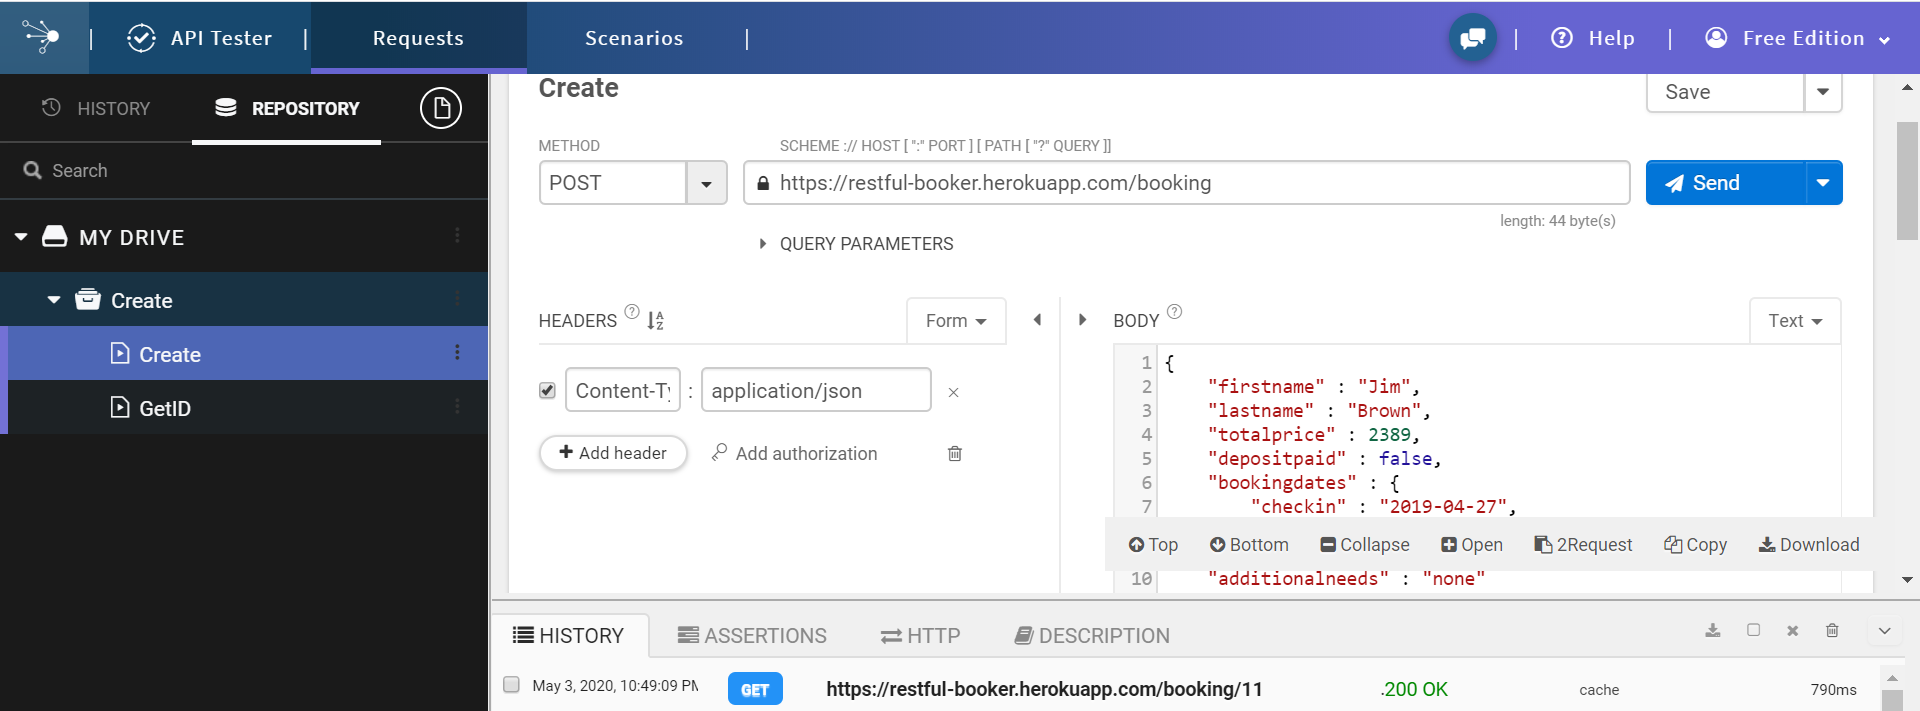 API Tester Requests Scenarios Help Free Edition
HISTORY REPOSITORY
Search
MY DRIVE
Create
Create
GetID
Create
Save
METHOD SCHEME :// HOST [ ":" PORT ] [ PATH [ "?" QUERY ]]
POST https://restful-booker.herokuapp.com/booking Send
length: 44 byte(s)
QUERY PARAMETERS
HEADERS ? Form BODY ? Text
Content-Ty : application/json
Add header Add authorization
1 {
2 "firstname" : "Jim",
3 "lastname" : "Brown",
4 "totalprice" : 2389,
5 "depositpaid" : false,
6 "bookingdates" : {
7 "checkin" : "2019-04-27",
Top Bottom Collapse Open 2Request Copy Download
10 "additionalneeds" : "none"
HISTORY ASSERTIONS HTTP DESCRIPTION
May 3, 2020, 10:49:09 PM GET https://restful-booker.herokuapp.com/booking/11 .200 OK cache 790ms